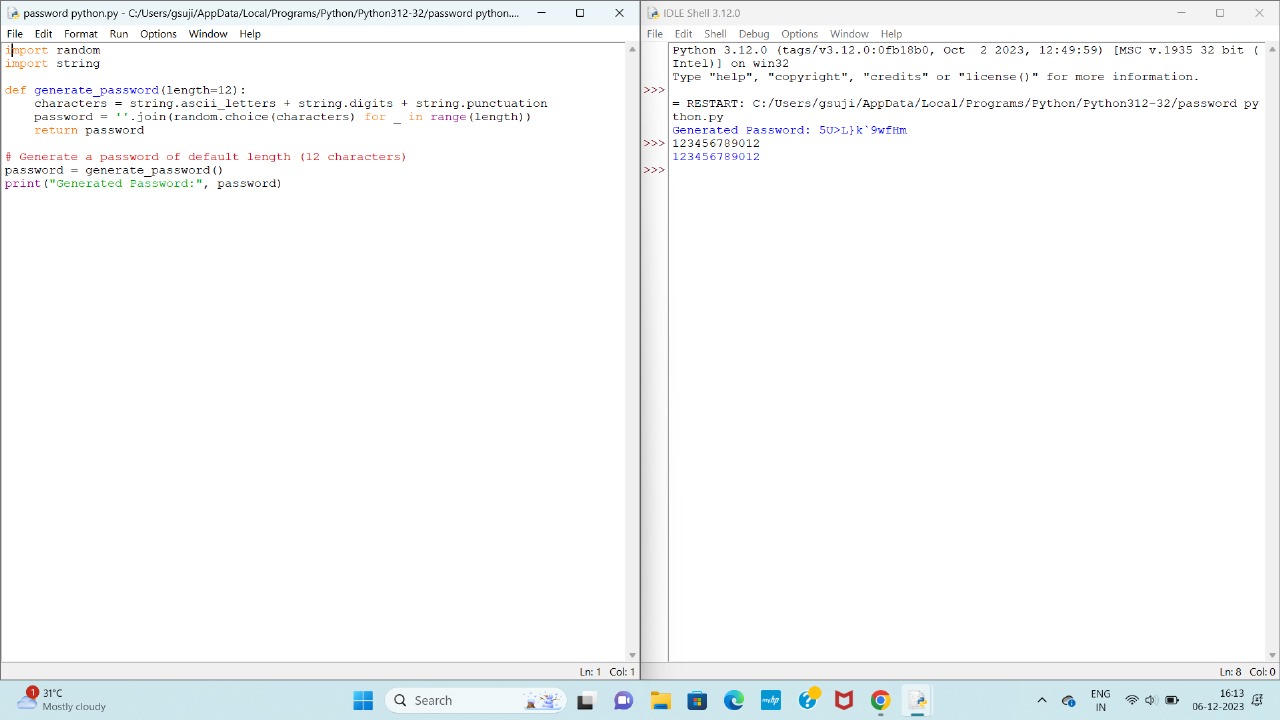 password python.py - C:/Users/gsuji/AppData/Local/Programs/Python/Python312-32/password python....
File Edit Format Run Options Window Help
import random
import string
def generate_password(length=12):
    characters = string.ascii_letters + string.digits + string.punctuation
    password = ''.join(random.choice(characters) for _ in range(length))
    return password
# Generate a password of default length (12 characters)
password = generate_password()
print("Generated Password:", password)
Ln: 1 Col: 1
IDLE Shell 3.12.0
File Edit Shell Debug Options Window Help
Python 3.12.0 (tags/v3.12.0:0fb18b0, Oct  2 2023, 12:49:59) [MSC v.1935 32 bit (
Intel)] on win32
Type "help", "copyright", "credits" or "license()" for more information.
>>>
= RESTART: C:/Users/gsuji/AppData/Local/Programs/Python/Python312-32/password py
thon.py
Generated Password: 5U>L}k`9wfHm
>>> 123456789012
123456789012
>>>
Ln: 8 Col: 0
1
31°C
Mostly cloudy
Search
myhp
?
ENG
IN
16:13
06-12-2023